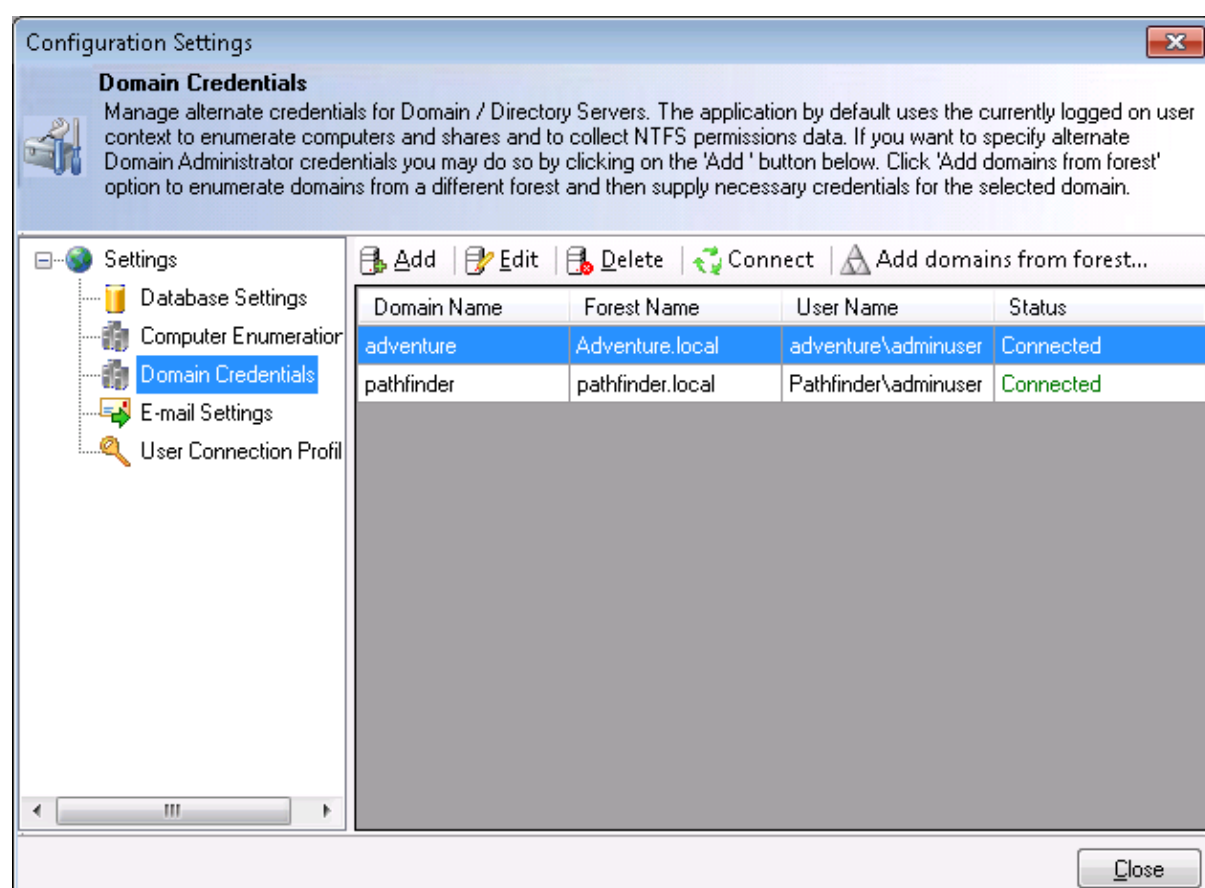 Configuration Settings
Domain Credentials
Manage alternate credentials for Domain / Directory Servers. The application by default uses the currently logged on user
context to enumerate computers and shares and to collect NTFS permissions data. If you want to specify alternate
Domain Administrator credentials you may do so by clicking on the 'Add ' button below. Click 'Add domains from forest'
option to enumerate domains from a different forest and then supply necessary credentials for the selected domain.
Settings
Database Settings
Computer Enumeration
Domain Credentials
E-mail Settings
User Connection Profil
Add Edit Delete Connect Add domains from forest...
Domain Name Forest Name User Name Status
adventure Adventure.local adventure\adminuser Connected
pathfinder pathfinder.local Pathfinder\adminuser Connected
Close